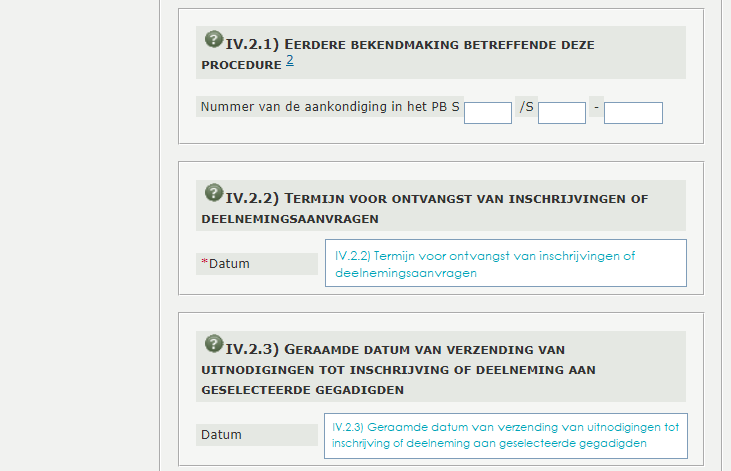 ? IV.2.1) EERDERE BEKENDMAKING BETREFFENDE DEZE
PROCEDURE 2
Nummer van de aankondiging in het PB S /S -
? IV.2.2) TERMIJN VOOR ONTVANGST VAN INSCHRIJVINGEN OF
DEELNEMINGSAANVRAGEN
*Datum
IV.2.2) Termijn voor ontvangst van inschrijvingen of
deelnemingsaanvragen
? IV.2.3) GERAAMDE DATUM VAN VERZENDING VAN
UITNODIGINGEN TOT INSCHRIJVING OF DEELNEMING AAN
GESELECTEERDE GEGADIGDEN
Datum
IV.2.3) Geraamde datum van verzending van uitnodigingen tot
inschrijving of deelneming aan geselecteerde gegadigden